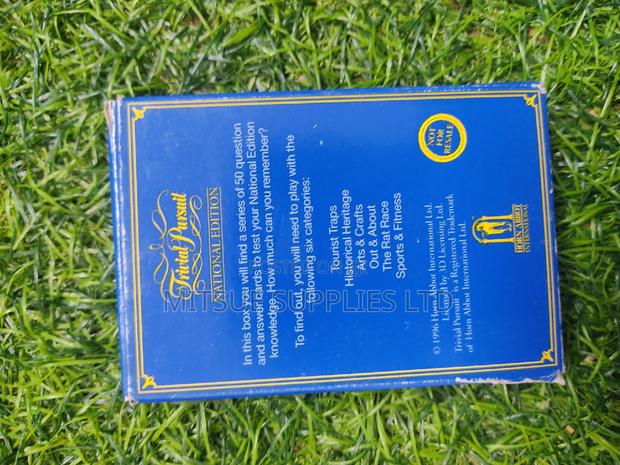 Trivial Pursuit
NATIONAL EDITION
In this box you will find a series of 50 question
and answer cards to test your National Edition
knowledge. How much can you remember?
To find out, you will need to play with the
following six categories:
Tourist Traps
Historical Heritage
Arts & Crafts
Out & About
The Rat Race
Sports & Fitness
NOT
FOR
RESALE
© 1996 Horn Abbot International Ltd.
Licensed by 3D Licensing Ltd.
Trivial Pursuit is a Registered Trademark
of Horn Abbot International Ltd.
HORN ABBOT
INTERNATIONAL
MITSUMI SUPPLIES LTD